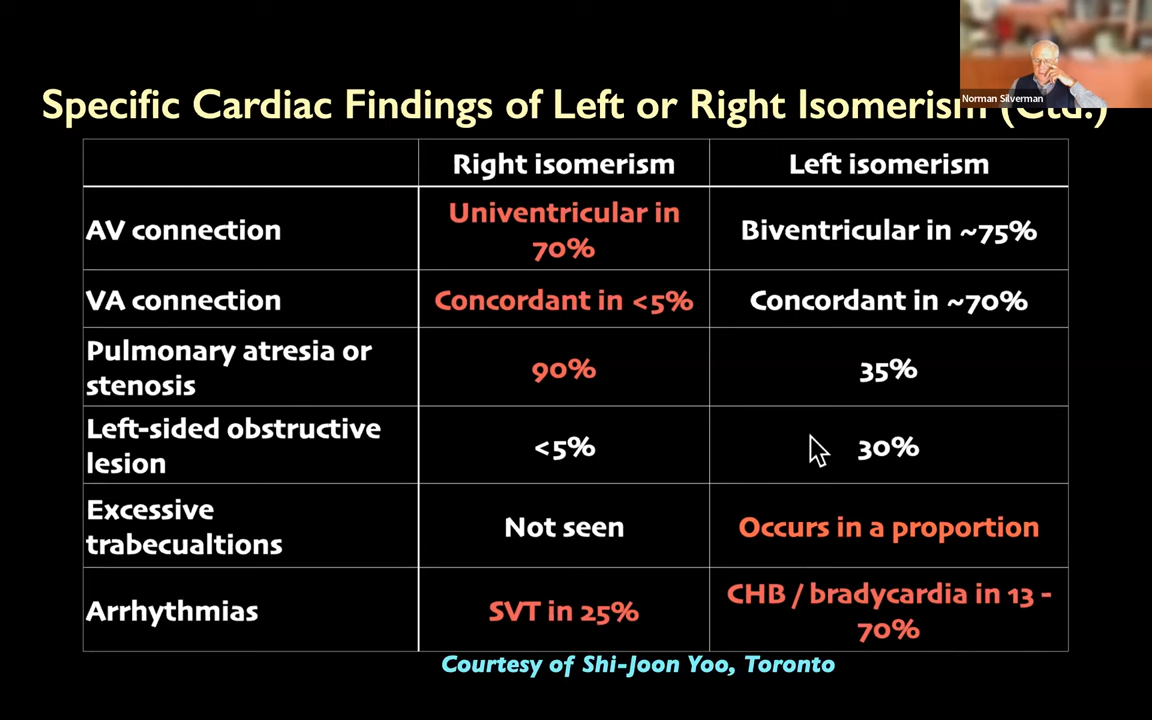 Norman Silverman
Specific Cardiac Findings of Left or Right Isomerism (Ctd.)
Right isomerism
Left isomerism
AV connection
Univentricular in
70%
Biventricular in ~75%
VA connection
Concordant in <5%
Concordant in ~70%
Pulmonary atresia or
stenosis
90%
35%
Left-sided obstructive
lesion
<5%
30%
Excessive
trabecualtions
Not seen
Occurs in a proportion
Arrhythmias
SVT in 25%
CHB / bradycardia in 13 -
70%
Courtesy of Shi-Joon Yoo, Toronto